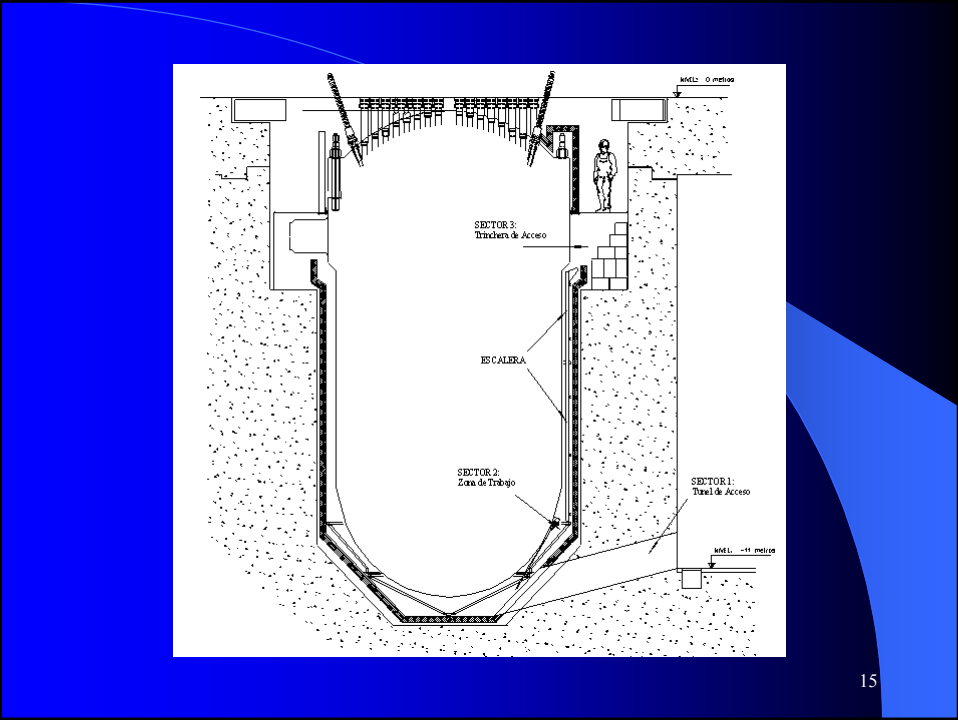 NIVEL: 0 metros
SECTOR 3:
Trinchera de Acceso
ESCALERA
SECTOR 2:
Zona de Trabajo
SECTOR 1:
Tunel de Acceso
NIVEL: -11 metros
15